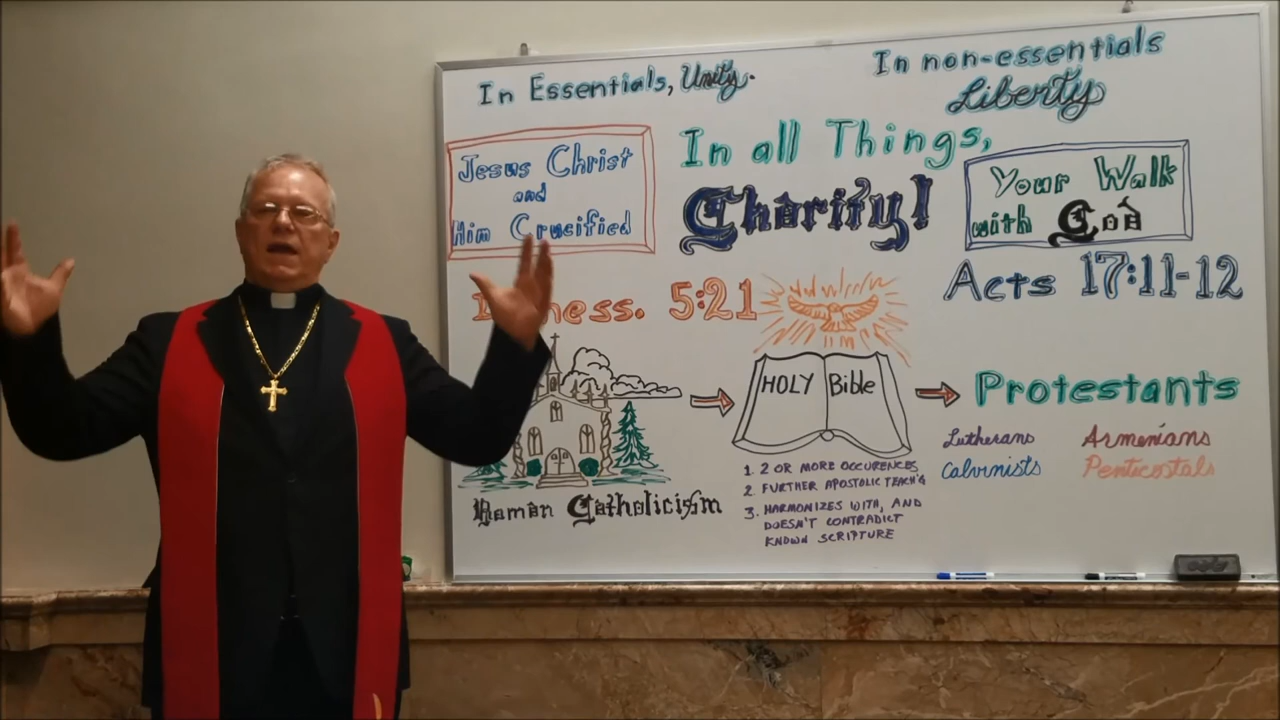 In Essentials, Unity.
In non-essentials
Liberty
In all Things,
Charity!
Jesus Christ
and
Him Crucified
Your Walk
with God
ness. 5:21
Acts 17:11-12
HOLY Bible
Protestants
Lutherans
Armenians
Calvinists
Penticostals
Roman Catholicism
1. 2 OR MORE OCCURENCES
2. FURTHER APOSTOLIC TEACH'G
3. HARMONIZES WITH, AND
DOESN'T CONTRADICT
KNOWN SCRIPTURE